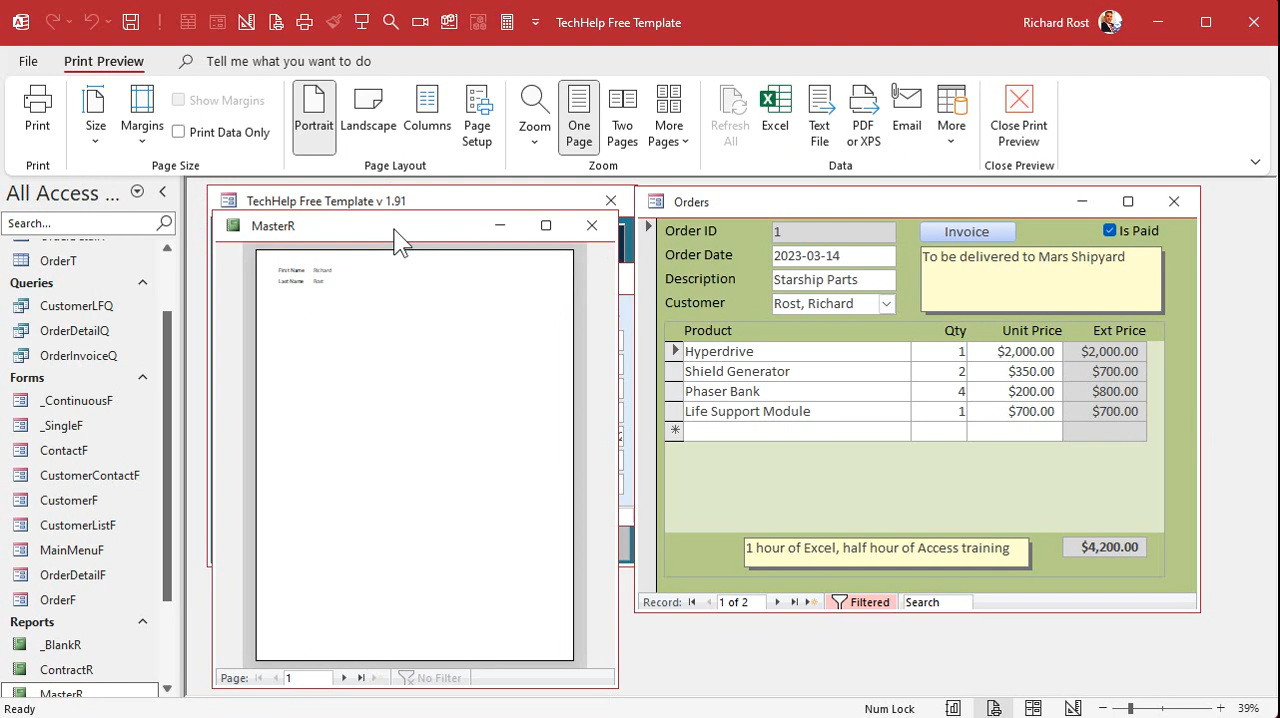 TechHelp Free Template
Richard Rost
File
Print Preview
Tell me what you want to do
Print
Size
Margins
Show Margins
Print Data Only
Portrait
Landscape
Columns
Page Setup
Zoom
One Page
Two Pages
More Pages
Refresh All
Excel
Text File
PDF or XPS
Email
More
Close Print Preview
Print
Page Size
Page Layout
Zoom
Data
Close Preview
All Access ...
Search...
OrderT
Queries
CustomerLFQ
OrderDetailQ
OrderInvoiceQ
Forms
_ContinuousF
_SingleF
ContactF
CustomerContactF
CustomerF
CustomerListF
MainMenuF
OrderDetailF
OrderF
Reports
_BlankR
ContractR
MasterR
TechHelp Free Template v 1.91
MasterR
First Name Richard
Last Name Rost
Page: 1 No Filter
Orders
Order ID 1 Invoice Is Paid
Order Date 2023-03-14 To be delivered to Mars Shipyard
Description Starship Parts
Customer Rost, Richard
Product Qty Unit Price Ext Price
Hyperdrive 1 $2,000.00 $2,000.00
Shield Generator 2 $350.00 $700.00
Phaser Bank 4 $200.00 $800.00
Life Support Module 1 $700.00 $700.00
1 hour of Excel, half hour of Access training $4,200.00
Record: 1 of 2 Filtered Search
Ready
Num Lock
39%